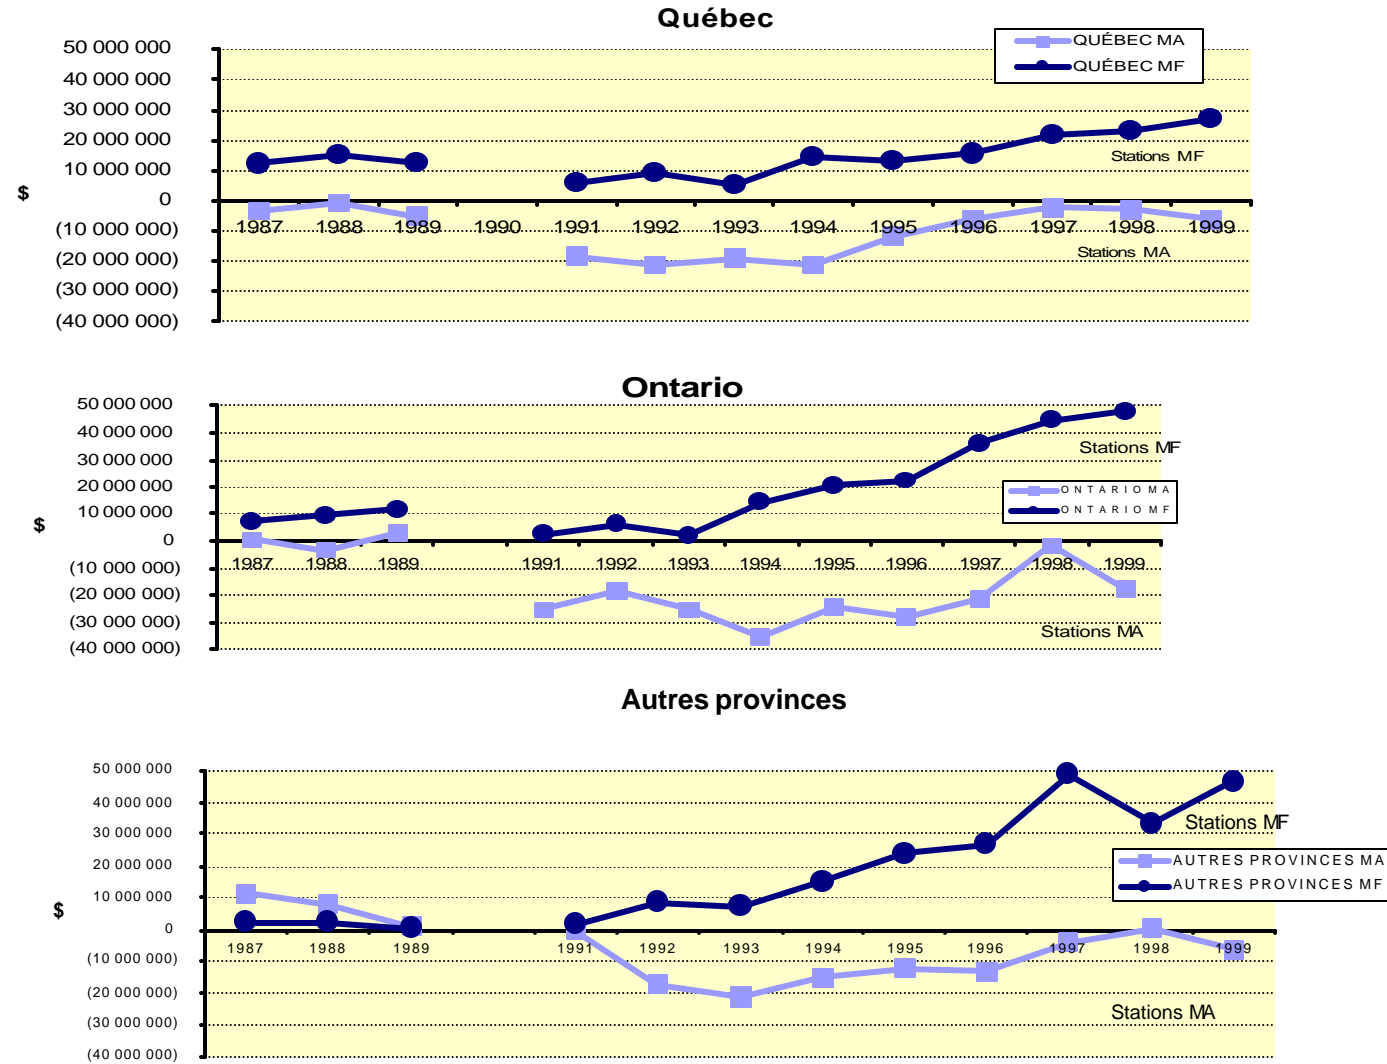 Québec
QUÉBEC MA
QUÉBEC MF
50 000 000
40 000 000
30 000 000
20 000 000
10 000 000
0
(10 000 000)
(20 000 000)
(30 000 000)
(40 000 000)
$
Stations MF
1987 1988 1989 1990 1991 1992 1993 1994 1995 1996 1997 1998 1999
Stations MA
Ontario
50 000 000
40 000 000
30 000 000
20 000 000
10 000 000
0
(10 000 000)
(20 000 000)
(30 000 000)
(40 000 000)
$
Stations MF
ONTARIO MA
ONTARIO MF
1987 1988 1989 1991 1992 1993 1994 1995 1996 1997 1998 1999
Stations MA
Autres provinces
50 000 000
40 000 000
30 000 000
20 000 000
10 000 000
0
(10 000 000)
(20 000 000)
(30 000 000)
(40 000 000)
$
Stations MF
AUTRES PROVINCES MA
AUTRES PROVINCES MF
1987 1988 1989 1991 1992 1993 1994 1995 1996 1997 1998 1999
Stations MA